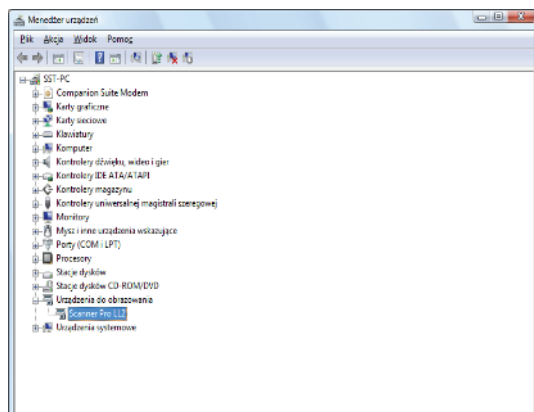 Menedżer urządzeń
Plik Akcja Widok Pomoc
SST-PC
Companion Suite Modem
Karty graficzne
Karty sieciowe
Klawiatury
Komputer
Kontrolery dźwięku, wideo i gier
Kontrolery IDE ATA/ATAPI
Kontrolery magazynu
Kontrolery uniwersalnej magistrali szeregowej
Monitory
Mysz i inne urządzenia wskazujące
Porty (COM i LPT)
Procesory
Stacje dysków
Stacje dysków CD-ROM/DVD
Urządzenia do obrazowania
Scanner Pro LL2
Urządzenia systemowe